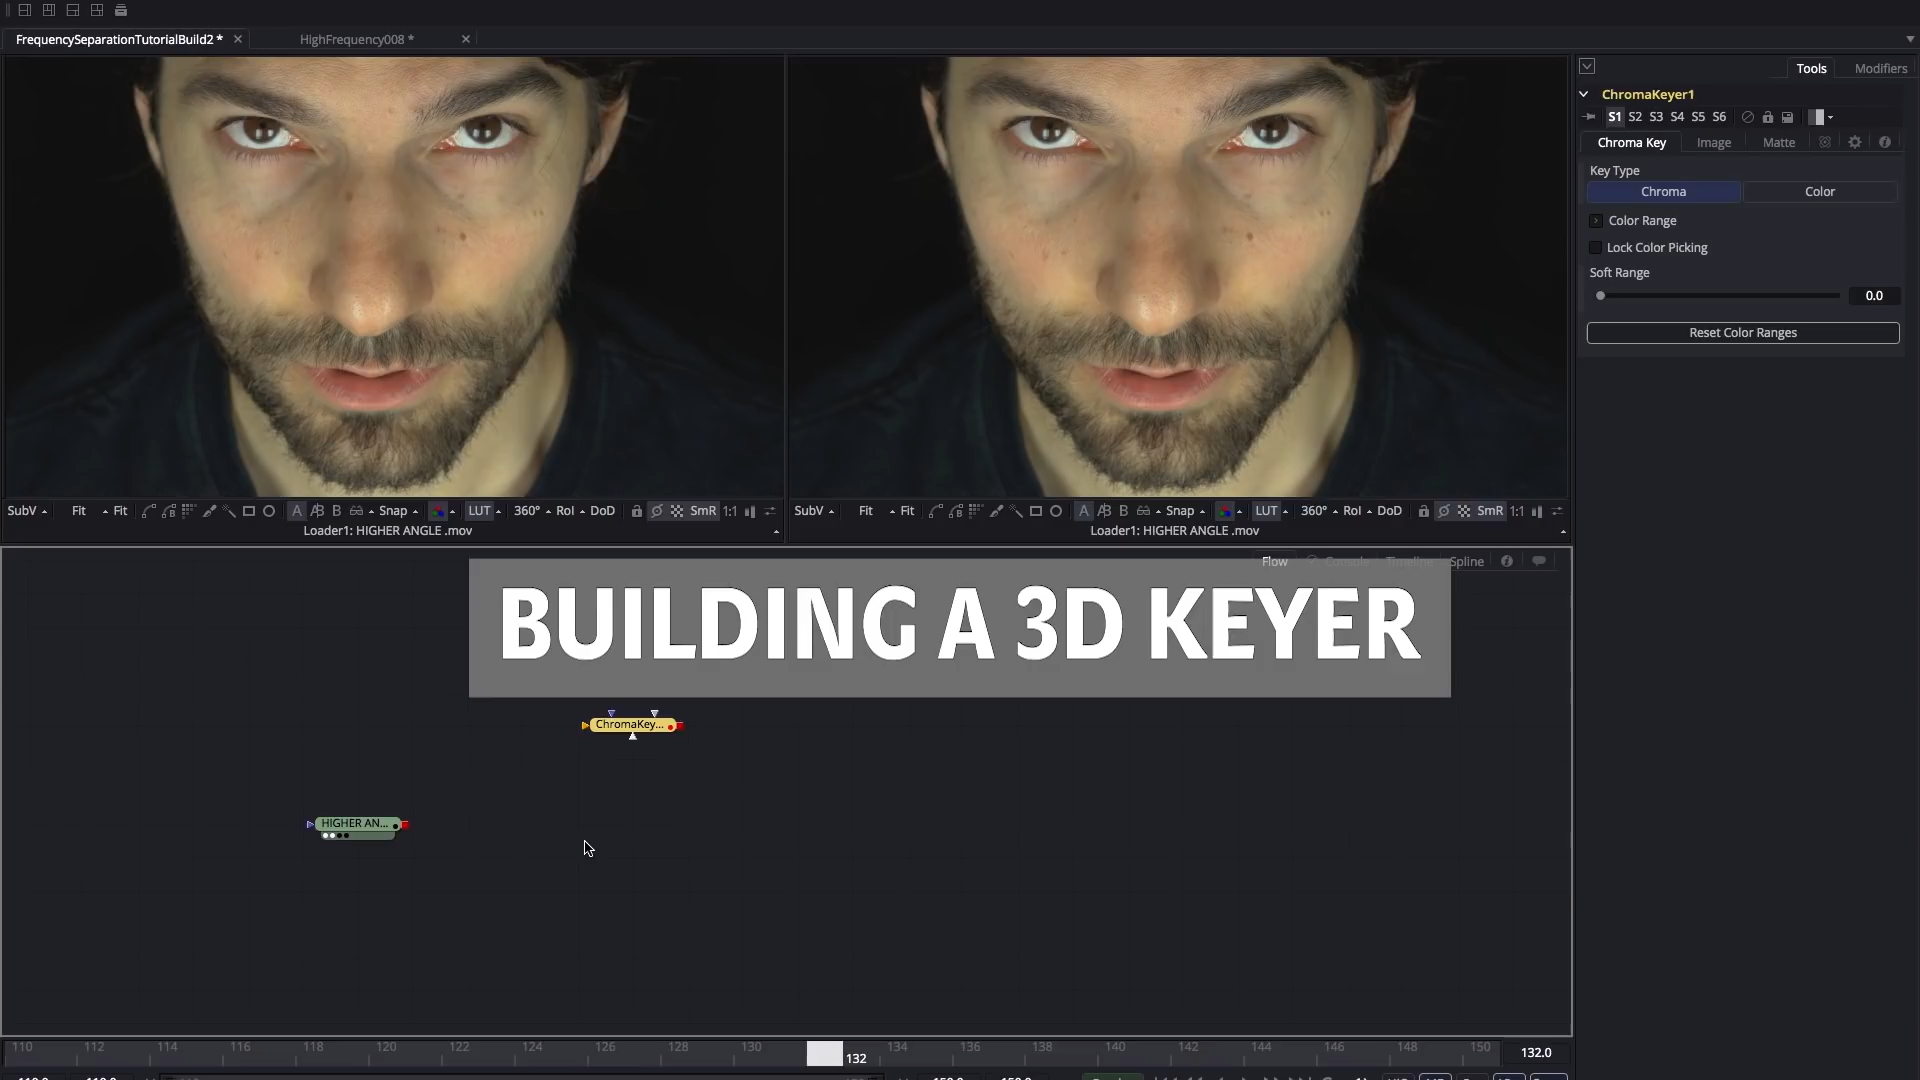 FrequencySeparationTutorialBuild2 *
HighFrequency008 *
Tools
Modifiers
ChromaKeyer1
S1 S2 S3 S4 S5 S6
Chroma Key
Image
Matte
Key Type
Chroma
Color
Color Range
Lock Color Picking
Soft Range
0.0
Reset Color Ranges
SubV Fit Fit A B Snap LUT 360° RoI DoD SmR 1:1
Loader1: HIGHER ANGLE .mov
SubV Fit Fit A B Snap LUT 360° RoI DoD SmR 1:1
Loader1: HIGHER ANGLE .mov
Flow Console Timeline Spline
BUILDING A 3D KEYER
ChromaKey...
HIGHER AN...
110 112 114 116 118 120 122 124 126 128 130 132 134 136 138 140 142 144 146 148 150
132.0